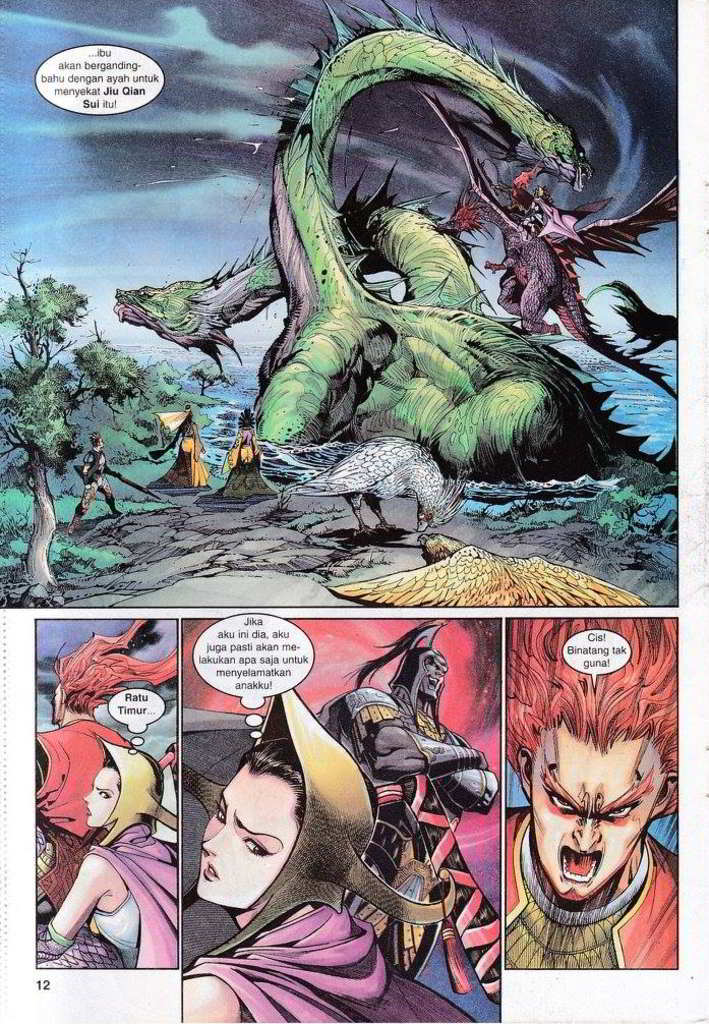 ...ibu
akan berganding-
bahu dengan ayah untuk
menyekat Jiu Qian
Sui itu!
Ratu
Timur...
Jika
aku ini dia, aku
juga pasti akan me-
lakukan apa saja untuk
menyelamatkan
anakku!
Cis!
Binatang tak
guna!
12